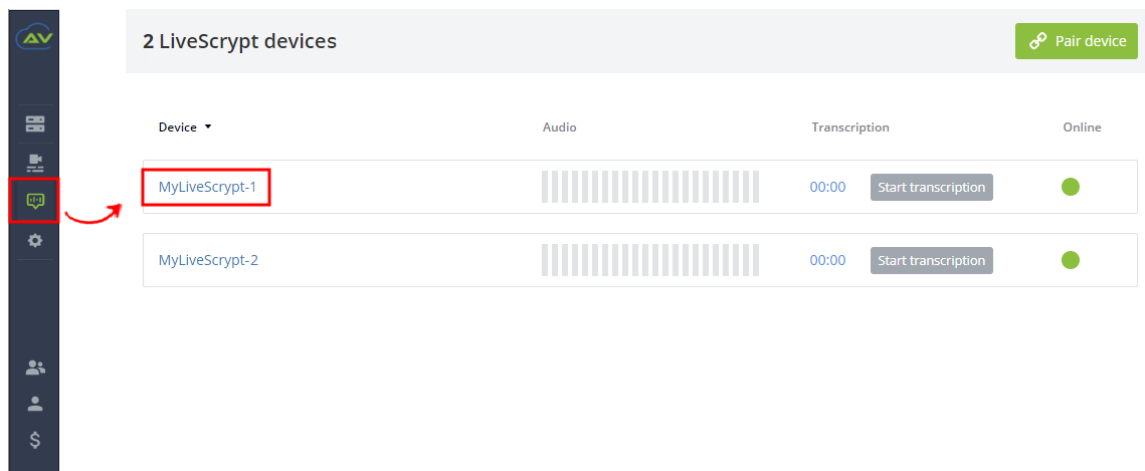 AV
2 LiveScrypt devices
Pair device
Device Audio Transcription Online
MyLiveScrypt-1 00:00 Start transcription
MyLiveScrypt-2 00:00 Start transcription
$